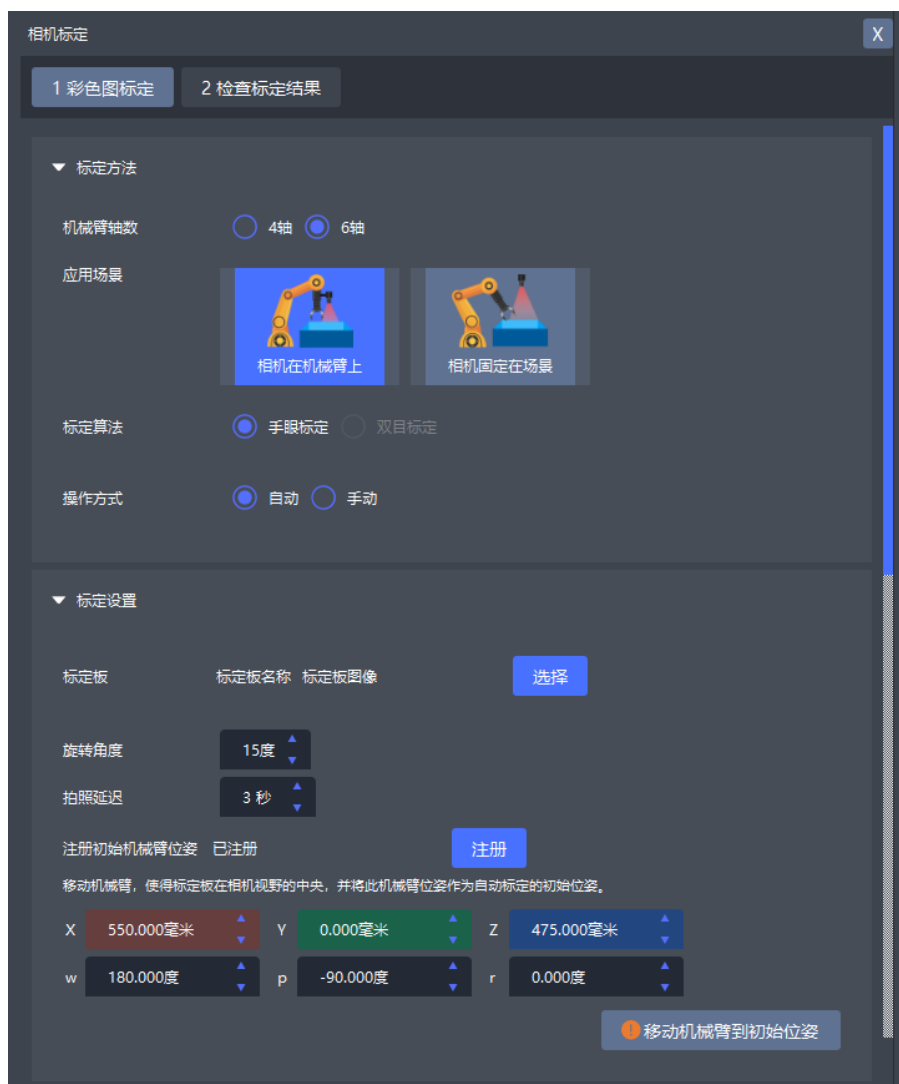 相机标定 X
1 彩色图标定 2 检查标定结果
标定方法
机械臂轴数 4轴 6轴
应用场景
相机在机械臂上 相机固定在场景
标定算法 手眼标定 双目标定
操作方式 自动 手动
标定设置
标定板 标定板名称 标定板图像 选择
旋转角度 15度
拍照延迟 3 秒
注册初始机械臂位姿 已注册 注册
移动机械臂，使得标定板在相机视野的中央，并将此机械臂位姿作为自动标定的初始位姿。
X 550.000毫米 Y 0.000毫米 Z 475.000毫米
w 180.000度 p -90.000度 r 0.000度
! 移动机械臂到初始位姿